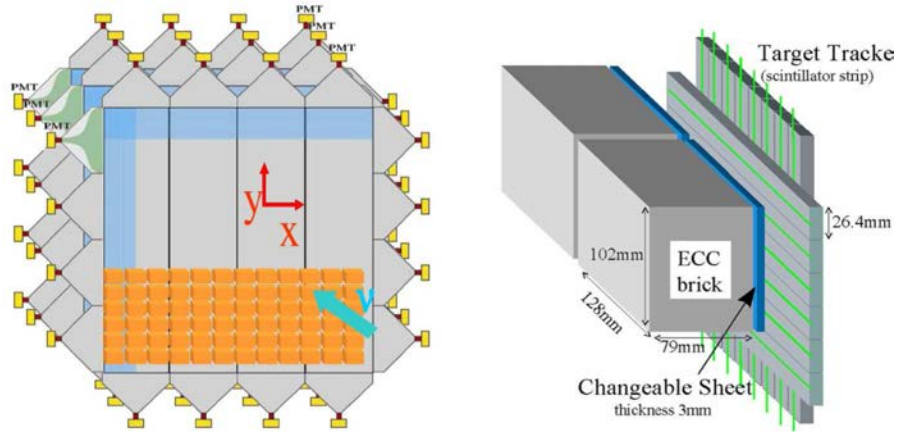 PMT
PMT
PMT
PMT
PMT
PMT
y
x
ν
Target Tracke
(scintillator strip)
26.4mm
102mm
ECC
brick
128mm
79mm
Changeable Sheet
thickness 3mm